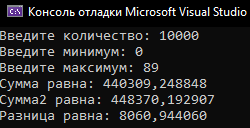 Консоль отладки Microsoft Visual Studio
Введите количество: 10000
Введите минимум: 0
Введите максимум: 89
Сумма равна: 440309,248848
Сумма2 равна: 448370,192907
Разница равна: 8060,944060